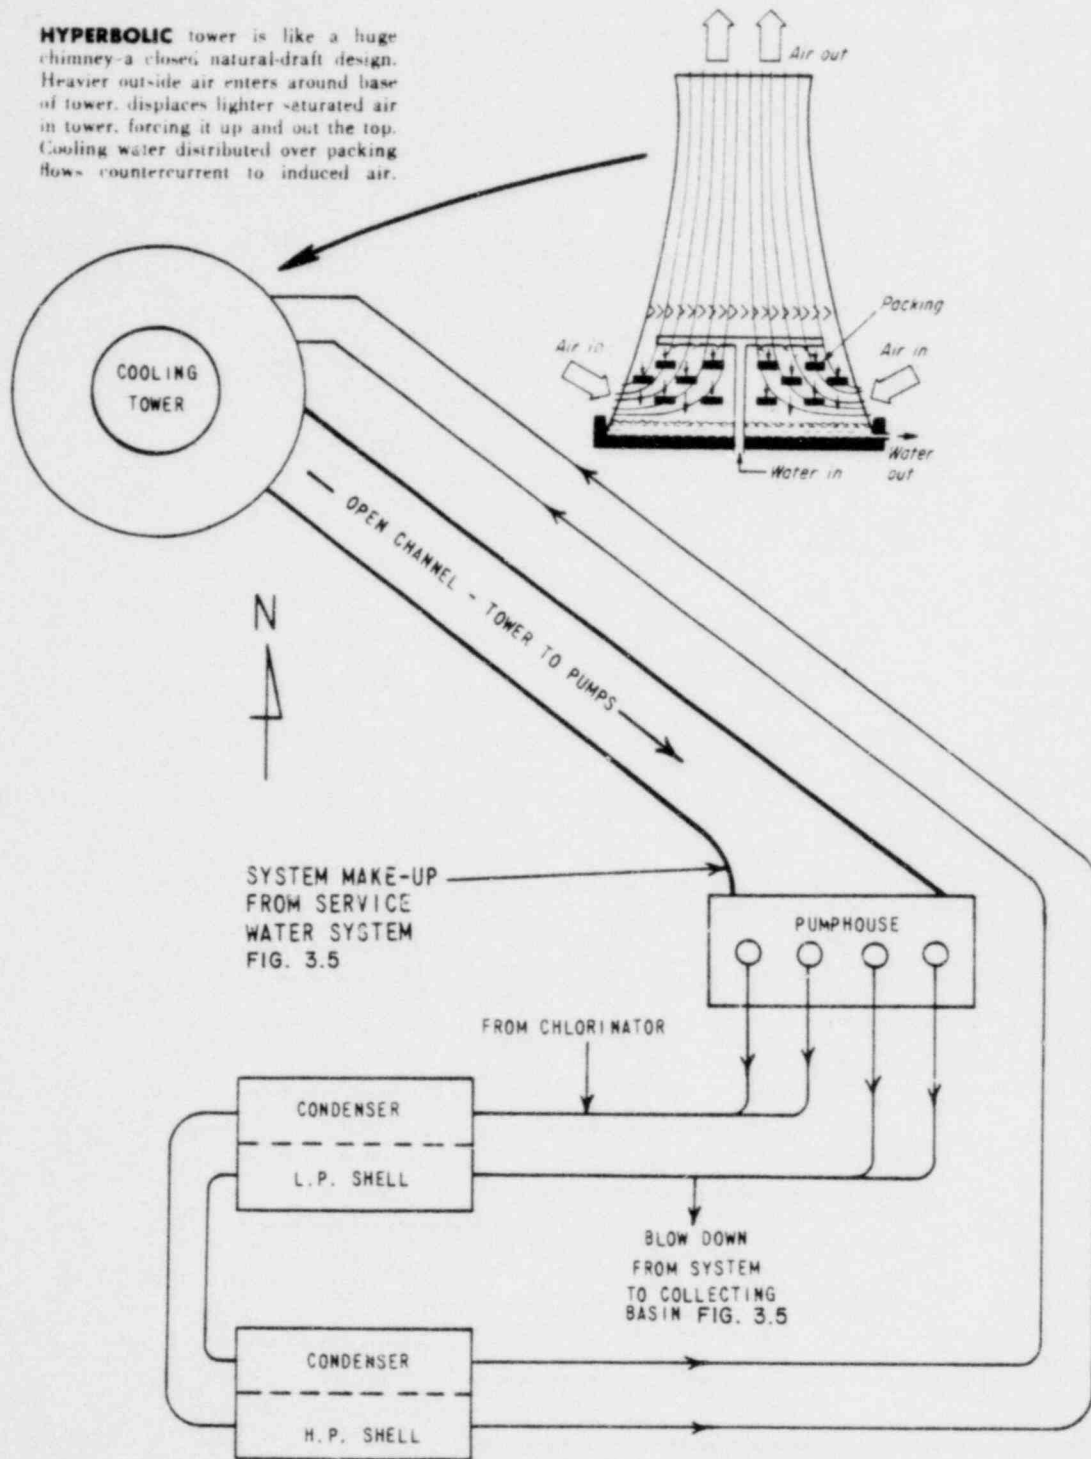 HYPERBOLIC tower is like a huge
chimney-a closed natural-draft design.
Heavier outside air enters around base
of tower, displaces lighter saturated air
in tower, forcing it up and out the top.
Cooling water distributed over packing
flows countercurrent to induced air.
Air out
Packing
Air in
Air in
Water in
Water
out
COOLING
TOWER
OPEN CHANNEL - TOWER TO PUMPS
N
SYSTEM MAKE-UP
FROM SERVICE
WATER SYSTEM
FIG. 3.5
PUMPHOUSE
FROM CHLORINATOR
CONDENSER
L.P. SHELL
BLOW DOWN
FROM SYSTEM
TO COLLECTING
BASIN FIG. 3.5
CONDENSER
H.P. SHELL